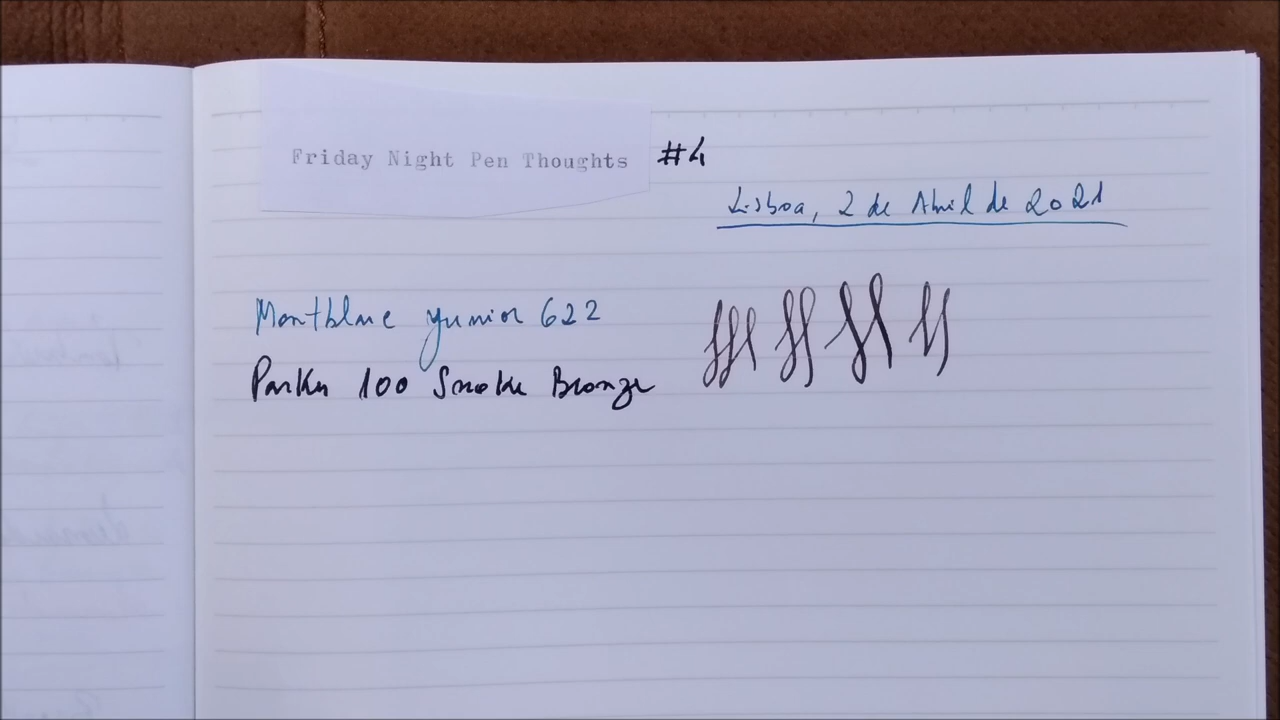 Friday Night Pen Thoughts #4
Lisboa, 2 de Abril de 2021
Montblanc Junior 622
Parker 100 Smoke Bronze